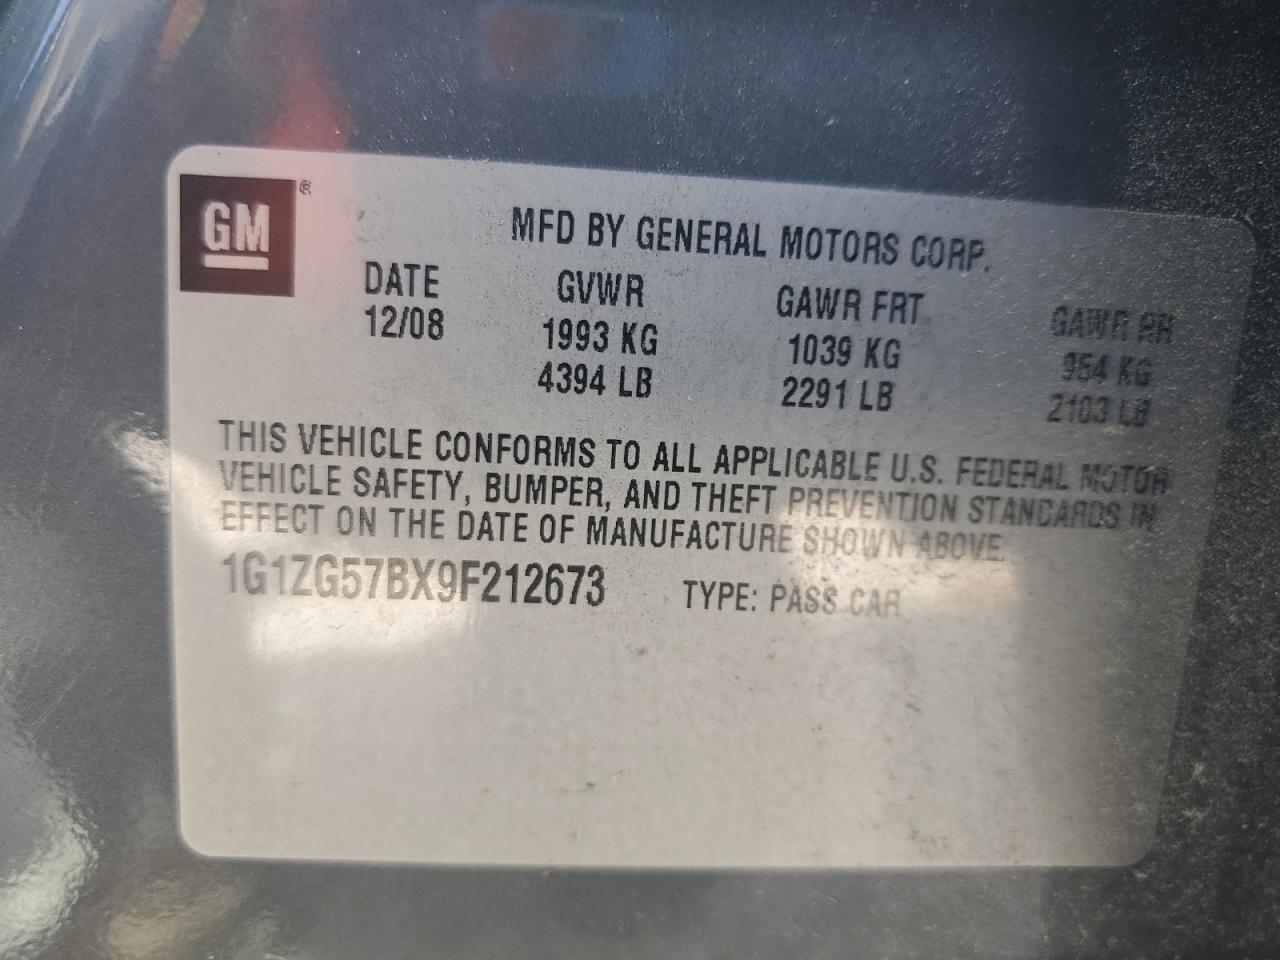 GM ®
MFD BY GENERAL MOTORS CORP.
DATE GVWR GAWR FRT GAWR RR
12/08 1993 KG 1039 KG 954 KG
4394 LB 2291 LB 2103 LB
THIS VEHICLE CONFORMS TO ALL APPLICABLE U.S. FEDERAL MOTOR
VEHICLE SAFETY, BUMPER, AND THEFT PREVENTION STANDARDS IN
EFFECT ON THE DATE OF MANUFACTURE SHOWN ABOVE.
1G1ZG57BX9F212673 TYPE: PASS CAR